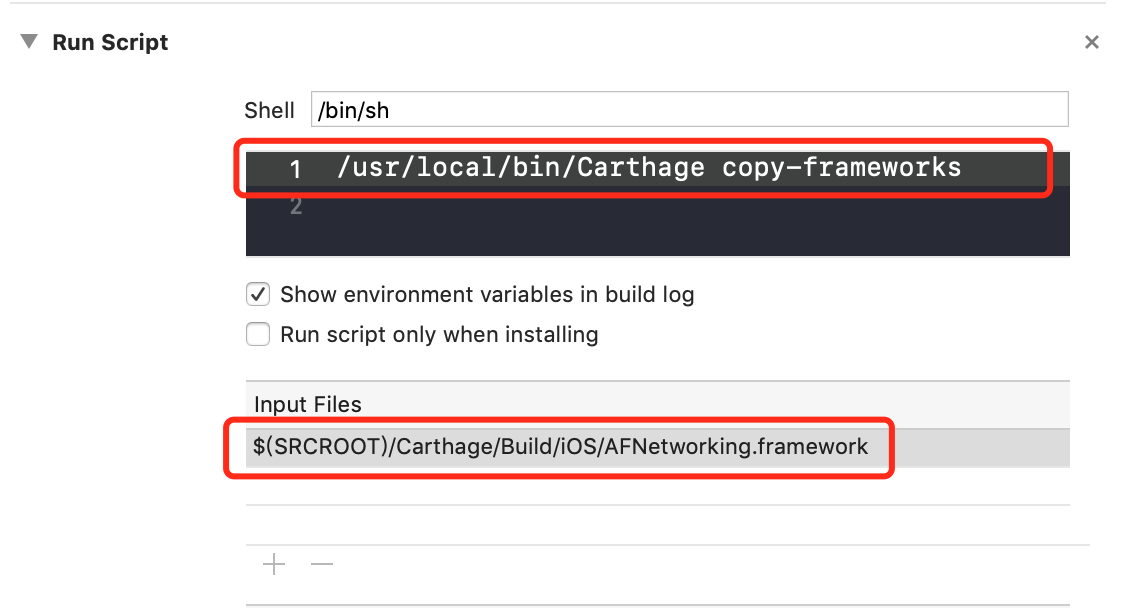 Run Script
Shell /bin/sh
1 /usr/local/bin/Carthage copy-frameworks
2
Show environment variables in build log
Run script only when installing
Input Files
$(SRCROOT)/Carthage/Build/iOS/AFNetworking.framework